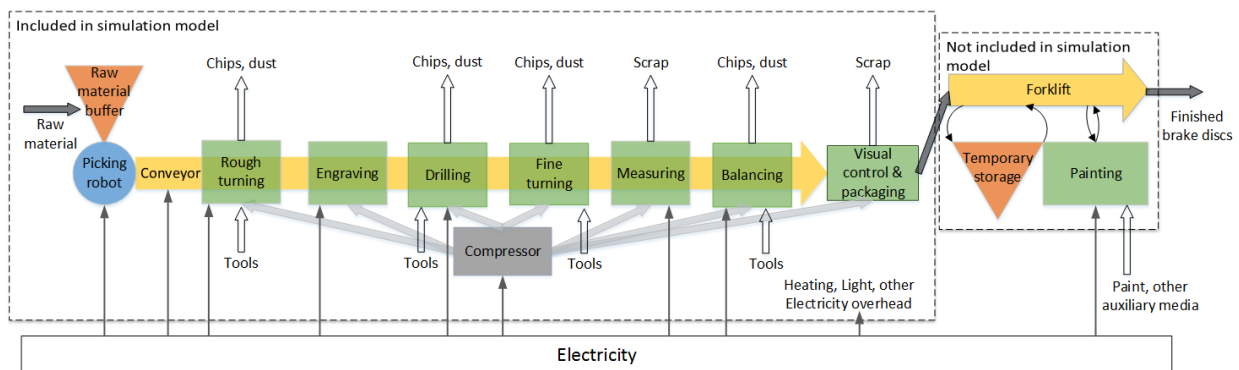 Included in simulation model
Not included in simulation
model
Chips, dust
Chips, dust
Chips, dust
Scrap
Chips, dust
Scrap
Raw
material
buffer
Raw
material
Forklift
Finished
brake discs
Picking
robot
Conveyor
Rough
turning
Engraving
Drilling
Fine
turning
Measuring
Balancing
Visual
control &
packaging
Temporary
storage
Painting
Compressor
Tools
Tools
Tools
Tools
Heating, Light, other
Electricity overhead
Paint, other
auxiliary media
Electricity